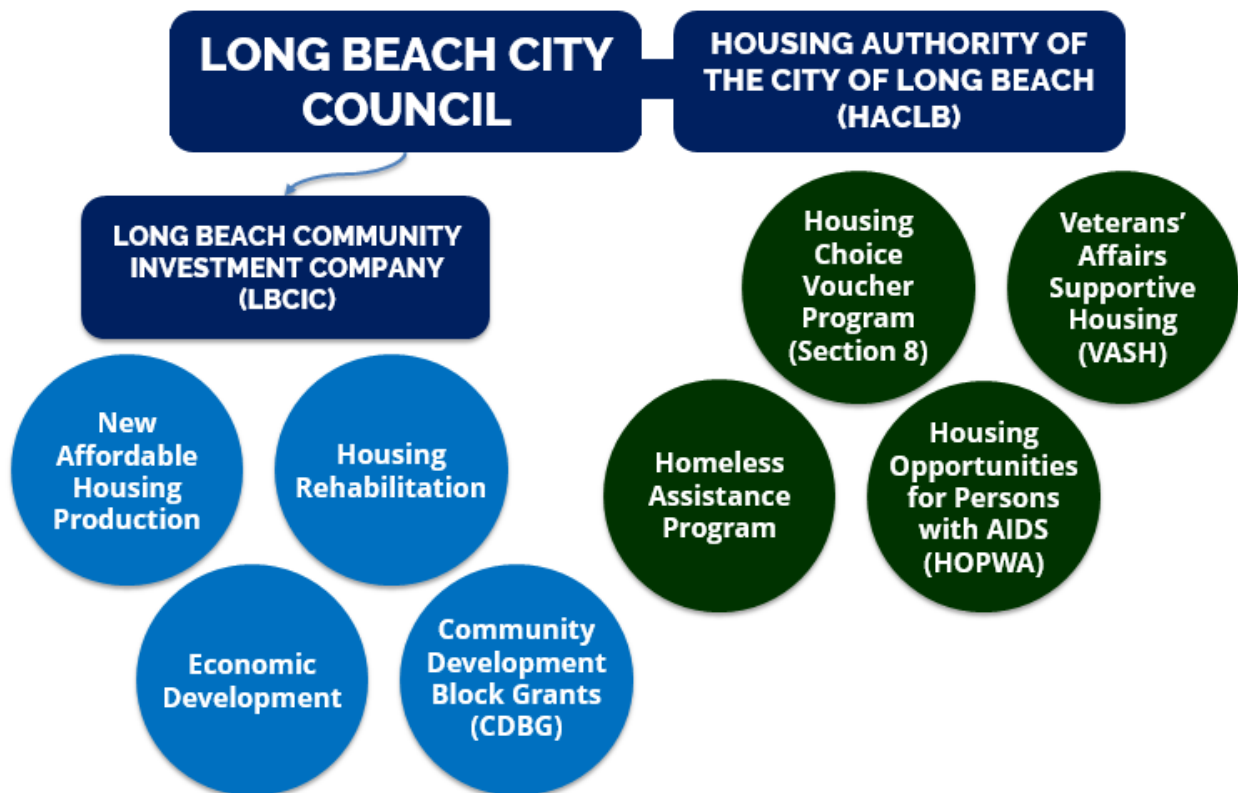 LONG BEACH CITY
COUNCIL
HOUSING AUTHORITY OF
THE CITY OF LONG BEACH
(HACLB)
LONG BEACH COMMUNITY
INVESTMENT COMPANY
(LBCIC)
New
Affordable
Housing
Production
Housing
Rehabilitation
Economic
Development
Community
Development
Block Grants
(CDBG)
Housing
Choice
Voucher
Program
(Section 8)
Veterans’
Affairs
Supportive
Housing
(VASH)
Homeless
Assistance
Program
Housing
Opportunities
for Persons
with AIDS
(HOPWA)